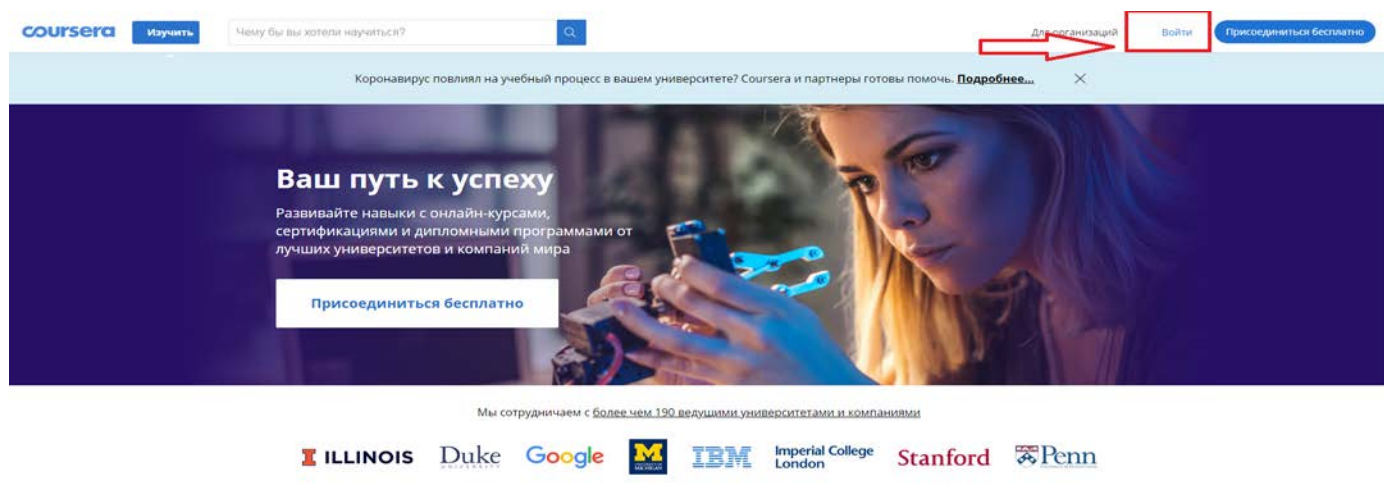 coursera Изучить Чему бы вы хотели научиться? Для организаций Войти Присоединиться бесплатно
Коронавирус повлиял на учебный процесс в вашем университете? Coursera и партнеры готовы помочь. Подробнее...
Ваш путь к успеху
Развивайте навыки с онлайн-курсами,
сертификациями и дипломными программами от
лучших университетов и компаний мира
Присоединиться бесплатно
Мы сотрудничаем с более чем 190 ведущими университетами и компаниями
I ILLINOIS Duke UNIVERSITY Google M IBM Imperial College London Stanford Penn